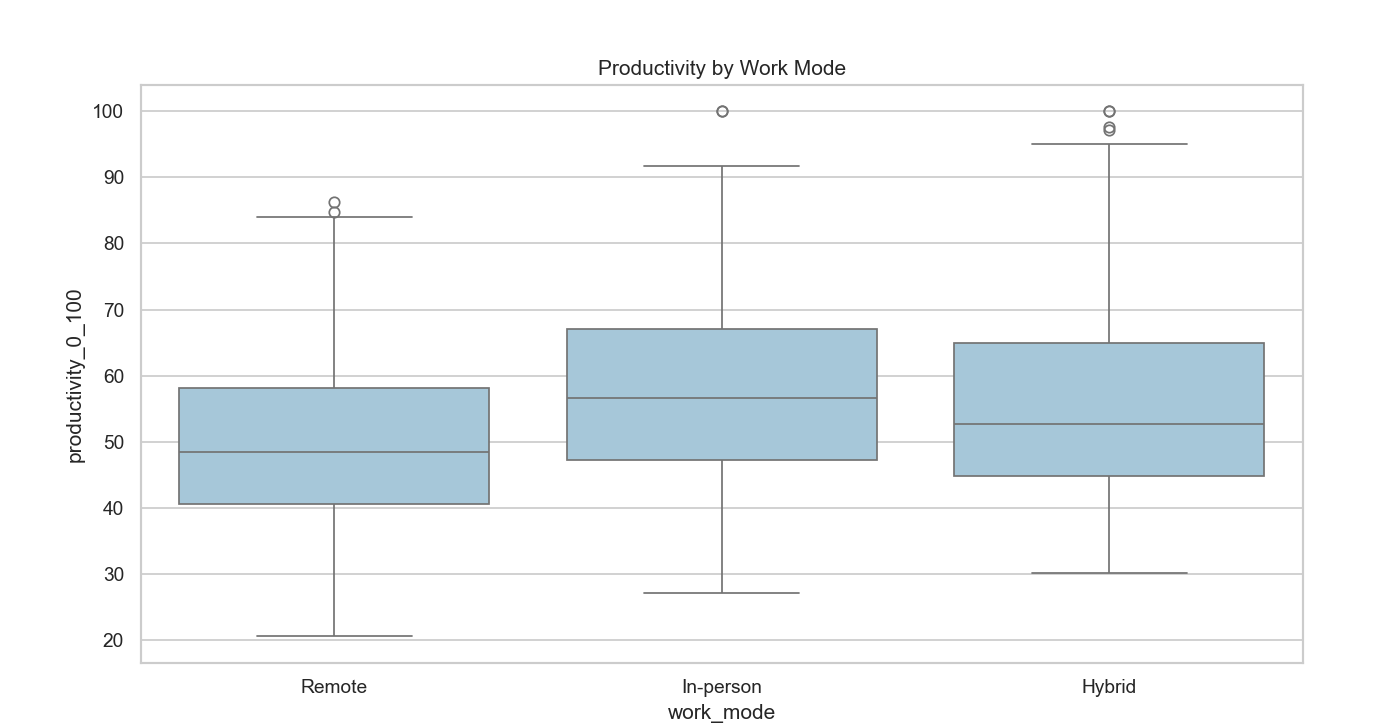 Productivity by Work Mode
productivity_0_100
100
90
80
70
60
50
40
30
20
Remote
In-person
Hybrid
work_mode